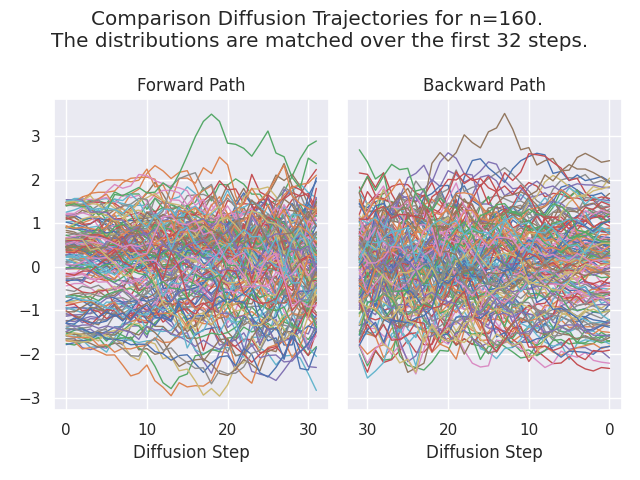 Comparison Diffusion Trajectories for n=160.
The distributions are matched over the first 32 steps.
Forward Path
Backward Path
3
2
1
0
−1
−2
−3
0 10 20 30
30 20 10 0
Diffusion Step
Diffusion Step